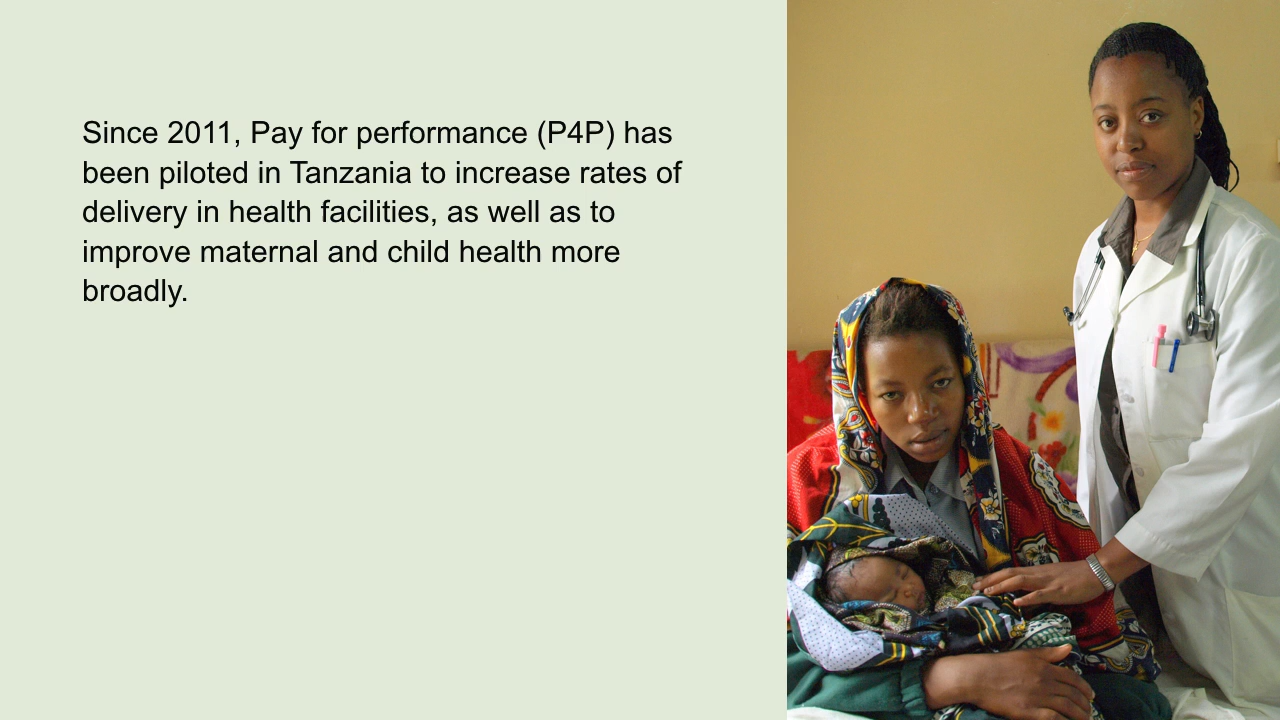 Since 2011, Pay for performance (P4P) has
been piloted in Tanzania to increase rates of
delivery in health facilities, as well as to
improve maternal and child health more
broadly.